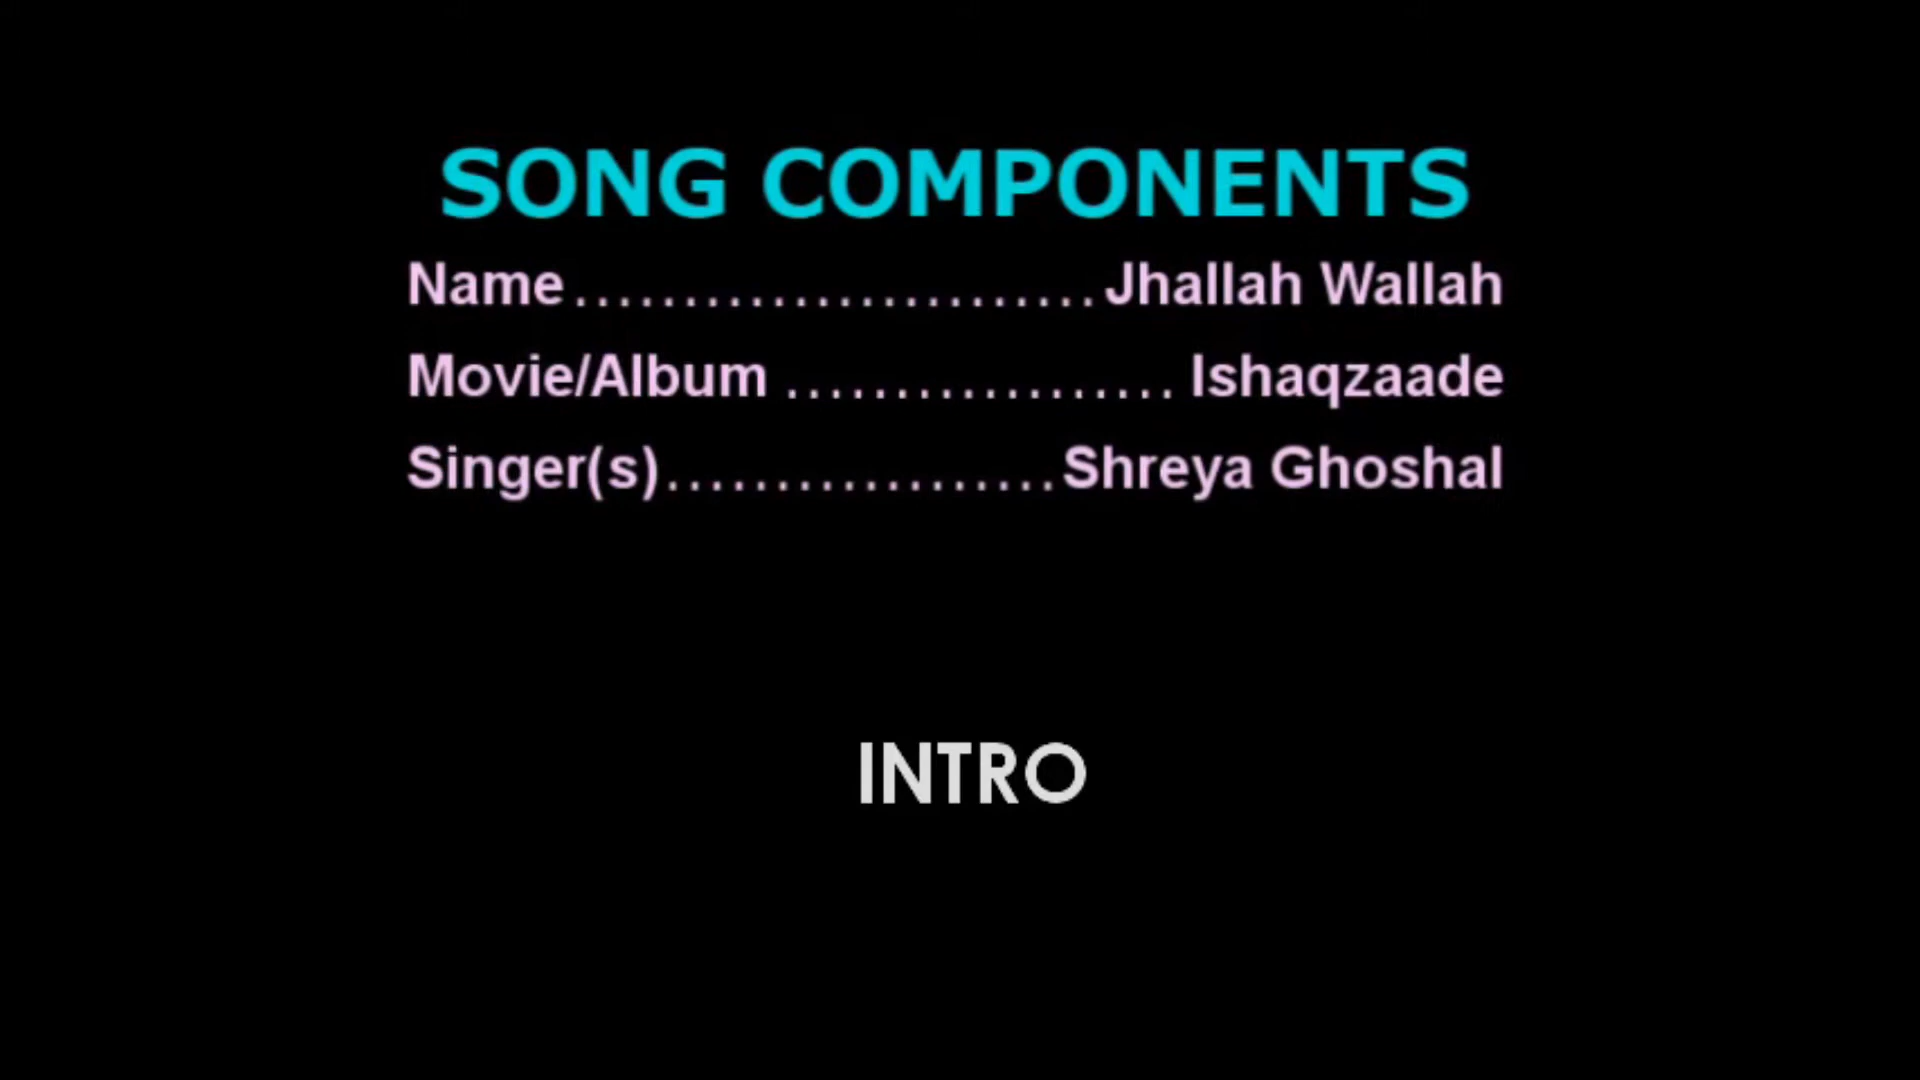 SONG COMPONENTS
Name........................Jhallah Wallah
Movie/Album .................. Ishaqzaade
Singer(s)..................Shreya Ghoshal
INTRO